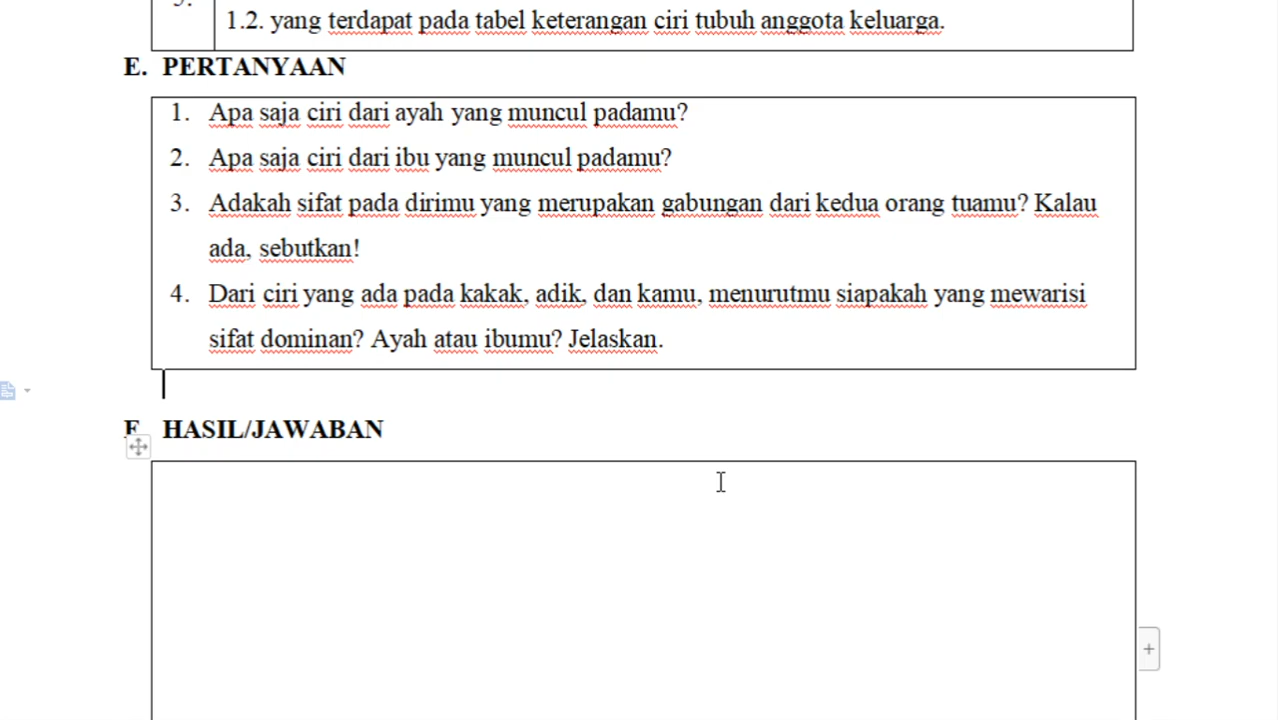 1.2. yang terdapat pada tabel keterangan ciri tubuh anggota keluarga.
E. PERTANYAAN
1. Apa saja ciri dari ayah yang muncul padamu?
2. Apa saja ciri dari ibu yang muncul padamu?
3. Adakah sifat pada dirimu yang merupakan gabungan dari kedua orang tuamu? Kalau
ada, sebutkan!
4. Dari ciri yang ada pada kakak, adik, dan kamu, menurutmu siapakah yang mewarisi
sifat dominan? Ayah atau ibumu? Jelaskan.
F. HASIL/JAWABAN